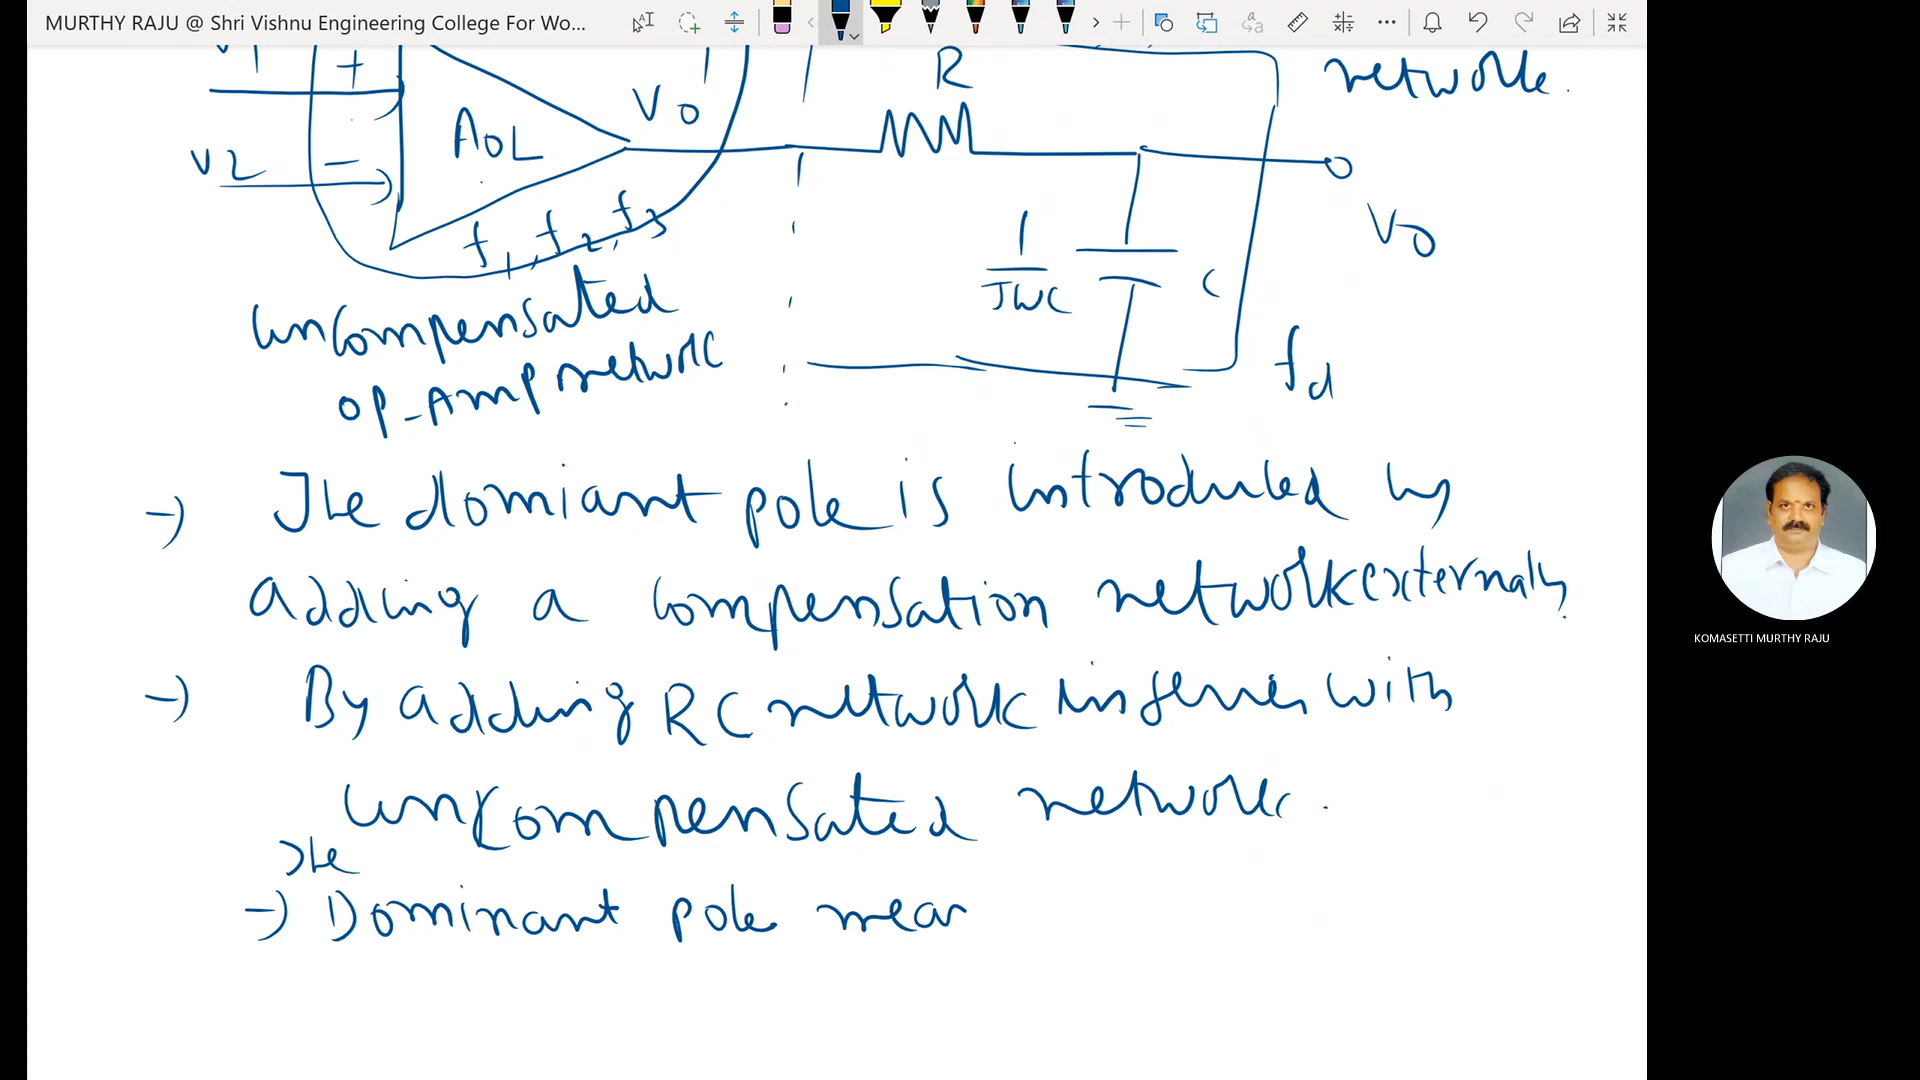 MURTHY RAJU @ Shri Vishnu Engineering College For Wo...
R
network.
+
Vo
AOL
V2
-
f1, f2, f3
1
JWC
C
Vo
uncompensated
op-Amp network
fd
-) The domiant pole is introduced by
adding a compensation network externally
-) By adding RC network in series with
uncompensated network.
The
-) Dominant pole mean
KOMASETTI MURTHY RAJU